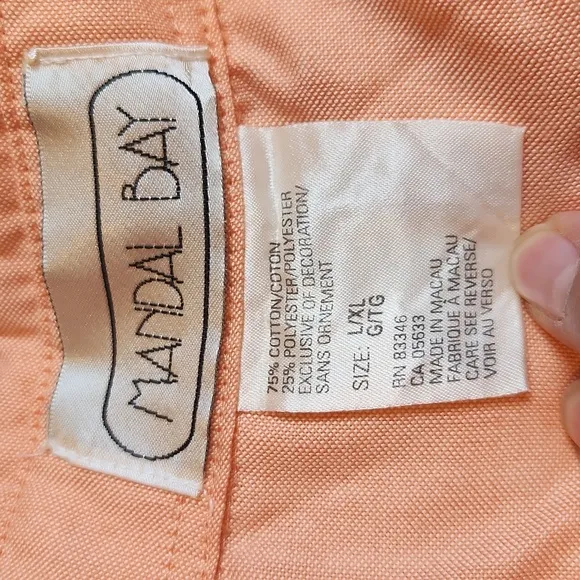 MANDAL BAY
75% COTTON/COTON
25% POLYESTER/POLYESTER
EXCLUSIVE OF DECORATION/
SANS ORNEMENT
SIZE: L/XL
G/TG
RN 83346
CA 05633
MADE IN MACAU
FABRIQUÉ À MACAU
CARE SEE REVERSE/
VOIR AU VERSO